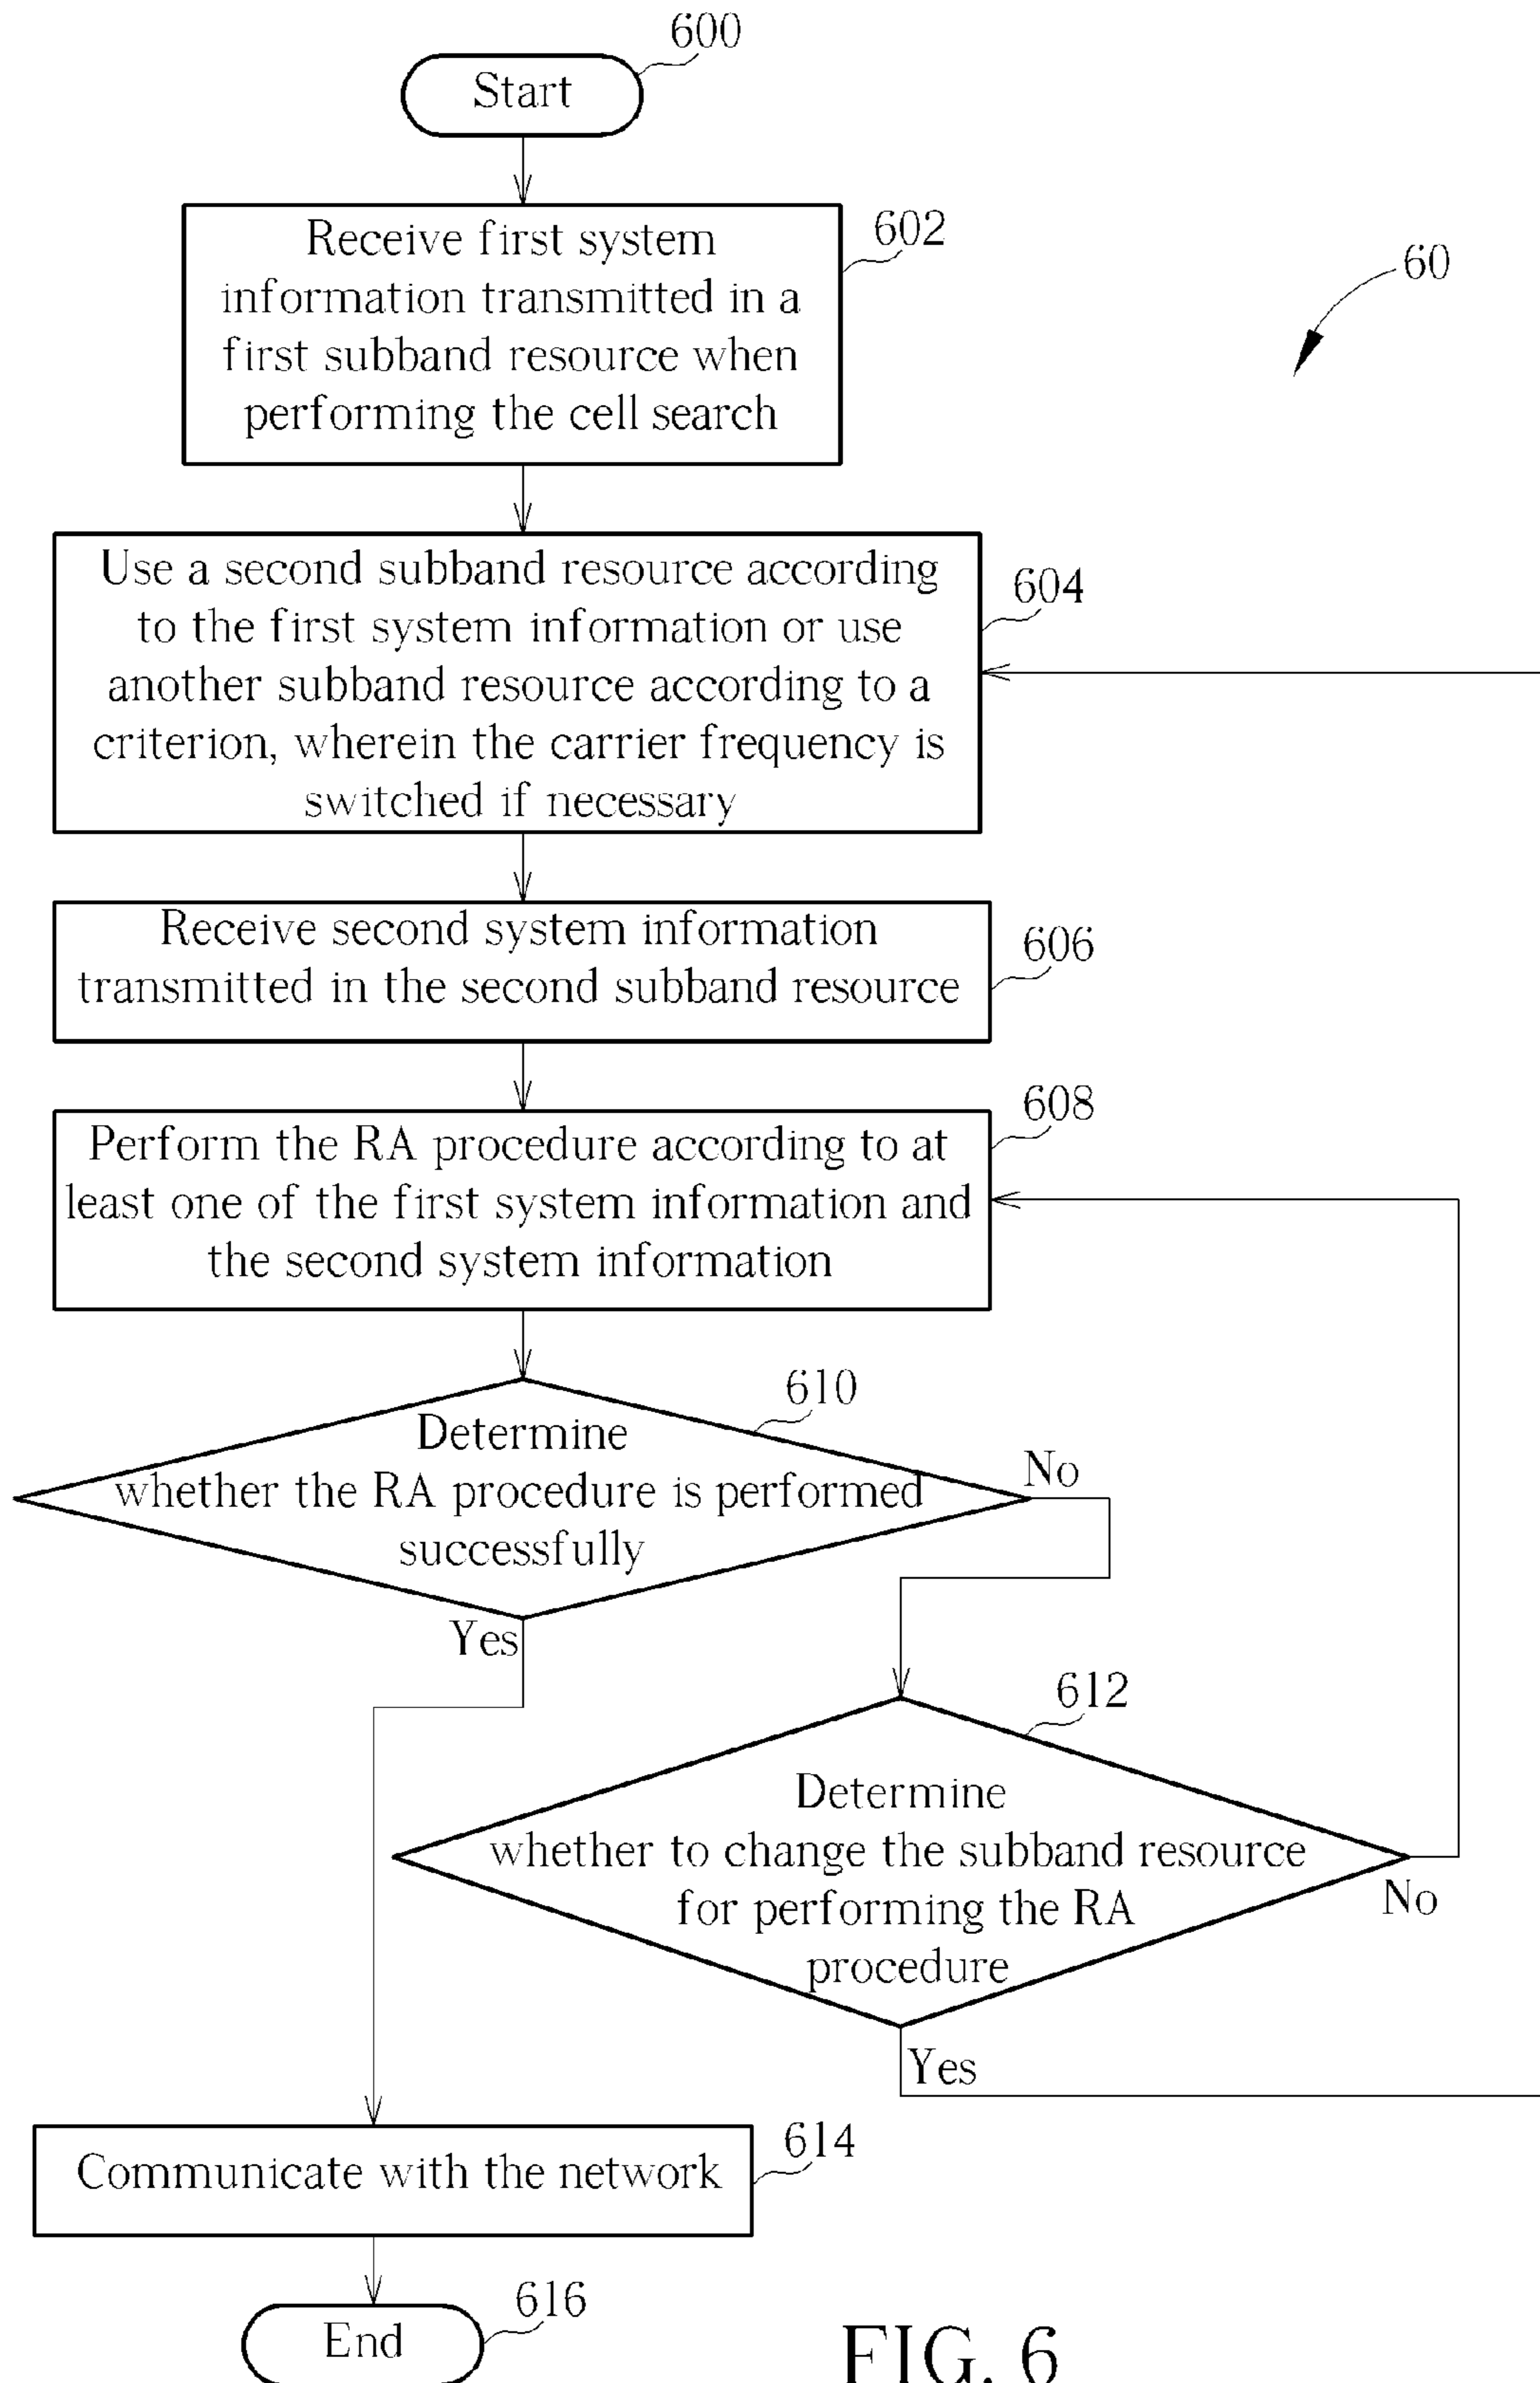 600
Start
602
Receive first system
information transmitted in a
first subband resource when
performing the cell search
60
604
Use a second subband resource according
to the first system information or use
another subband resource according to a
criterion, wherein the carrier frequency is
switched if necessary
606
Receive second system information
transmitted in the second subband resource
608
Perform the RA procedure according to at
least one of the first system information and
the second system information
610
Determine
whether the RA procedure is performed
successfully
No
Yes
612
Determine
whether to change the subband resource
for performing the RA
procedure
No
Yes
614
Communicate with the network
616
End
FIG. 6